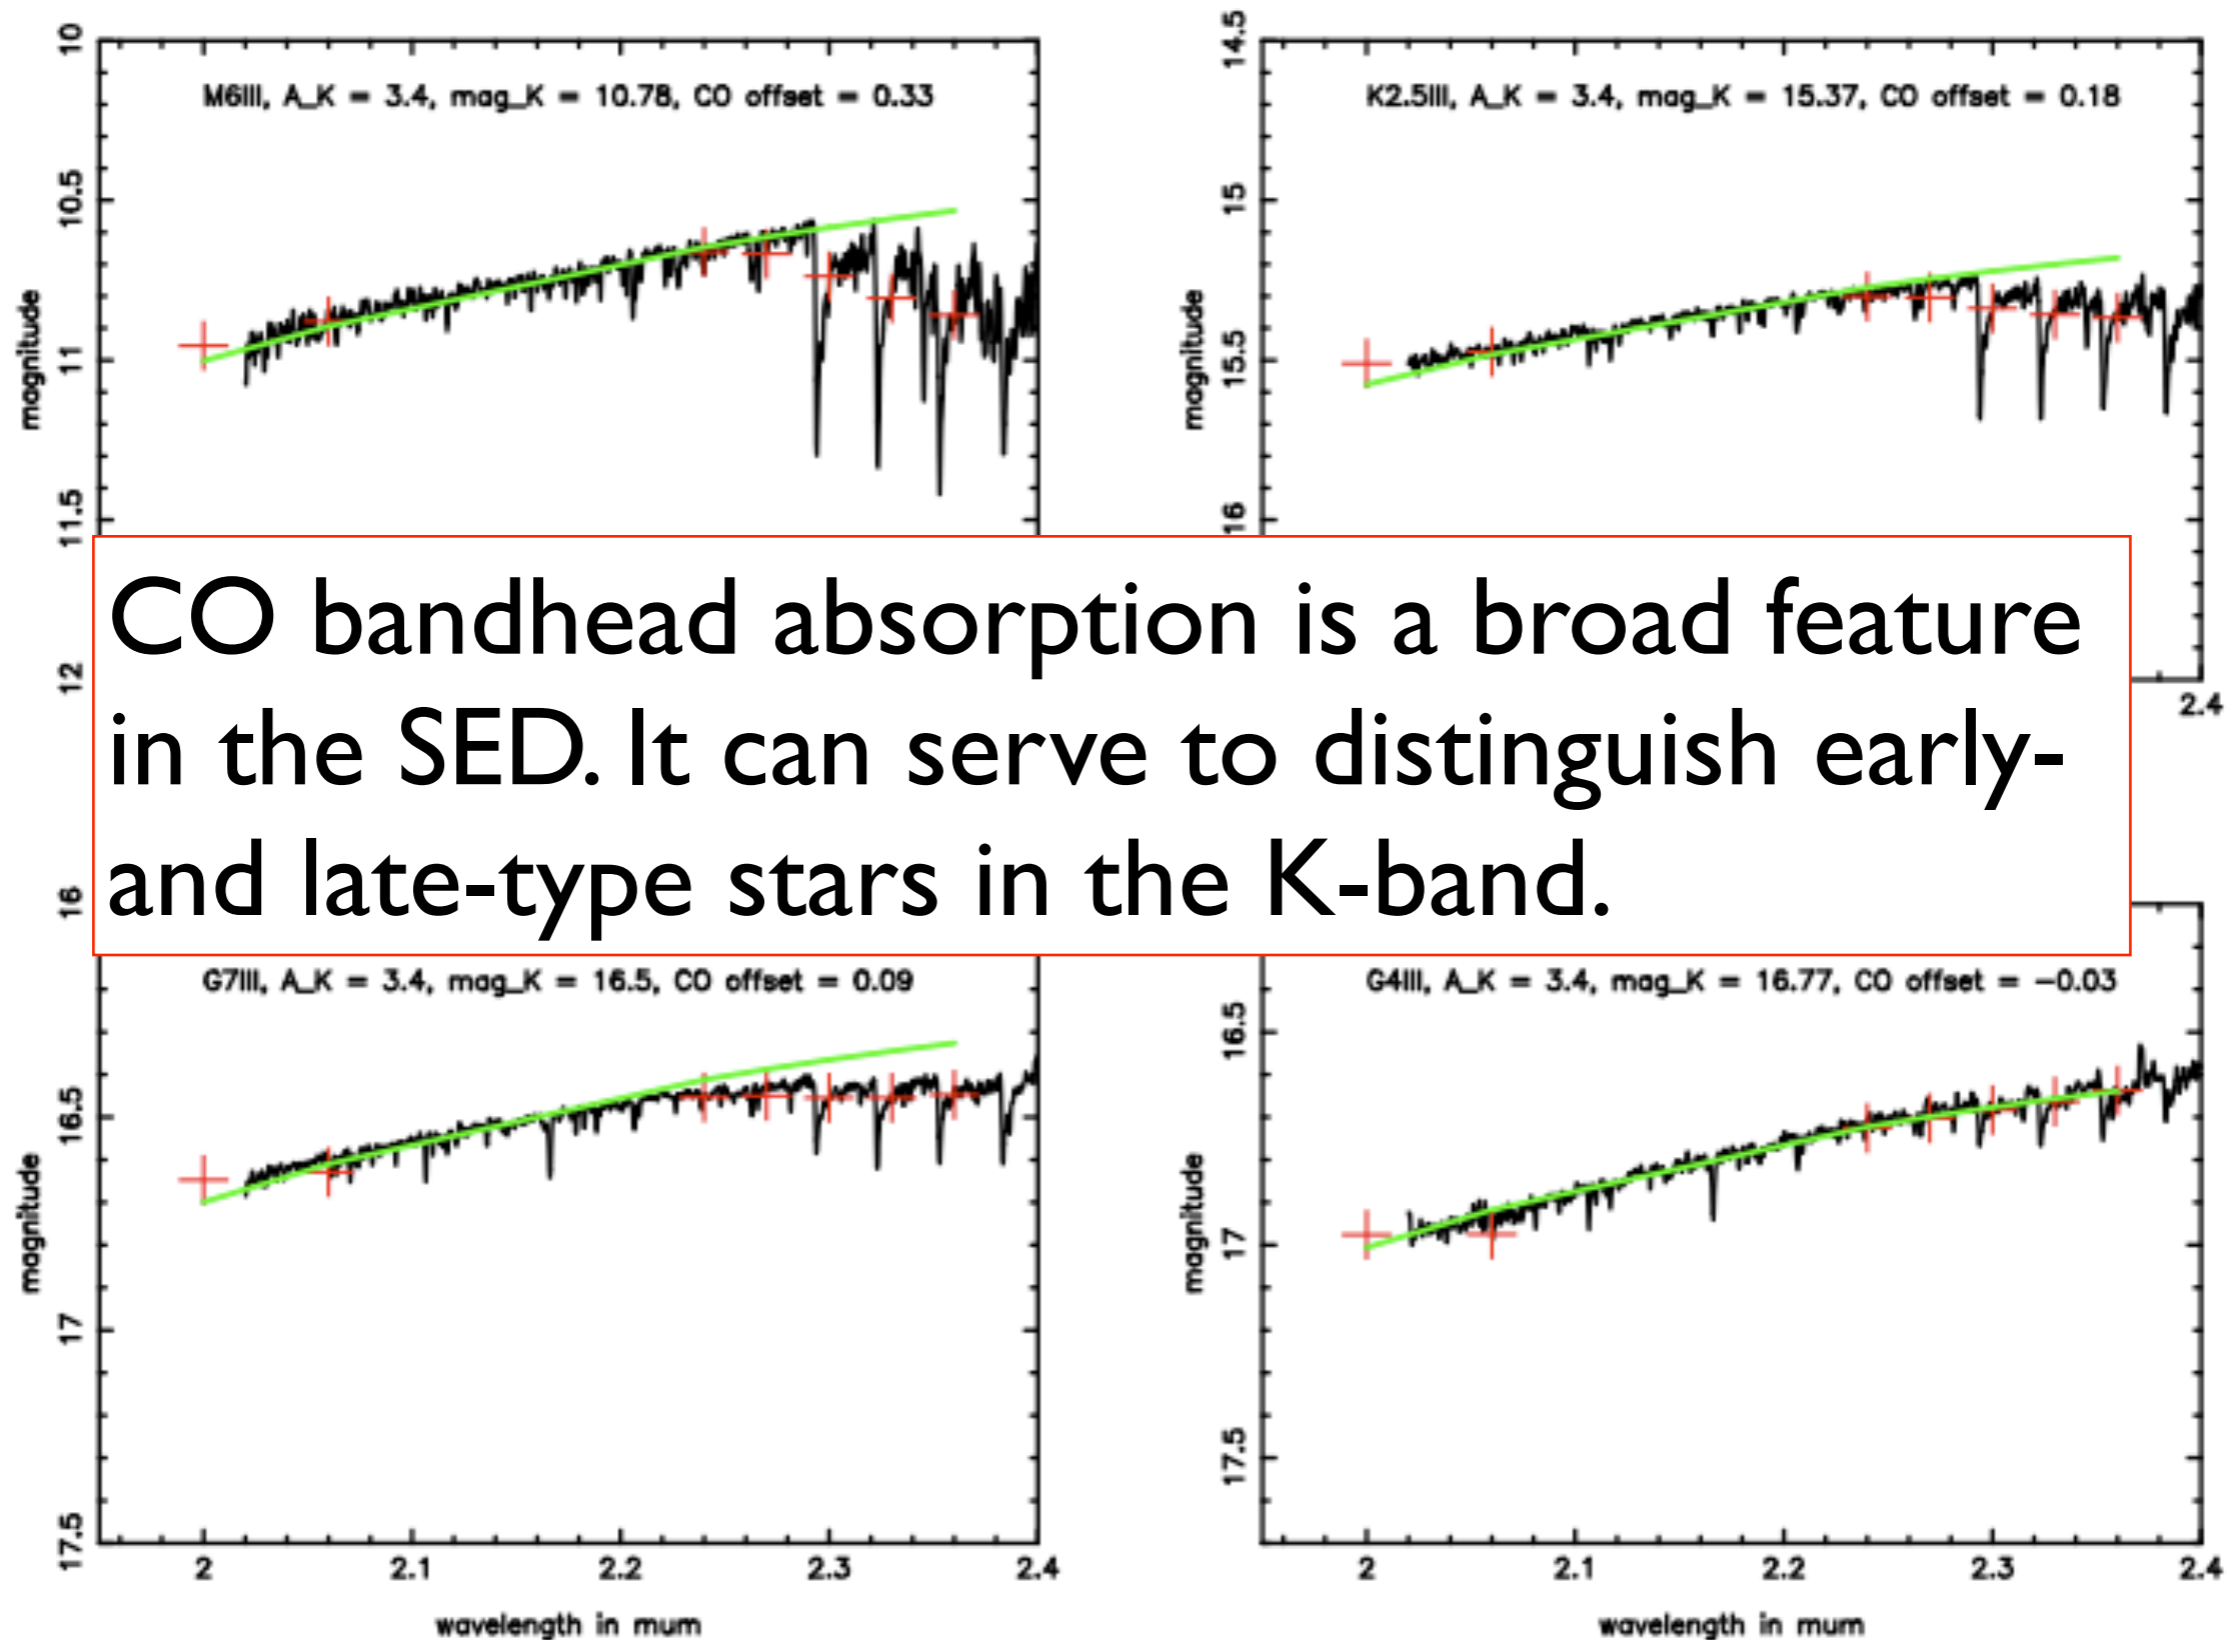 10
10.5
11
11.5
12
magnitude
M6III, A_K = 3.4, mag_K = 10.78, CO offset = 0.33
14.5
15
15.5
16
magnitude
K2.5III, A_K = 3.4, mag_K = 15.37, CO offset = 0.18
2.4
CO bandhead absorption is a broad feature
in the SED. It can serve to distinguish early-
and late-type stars in the K-band.
16
16.5
17
17.5
magnitude
G7III, A_K = 3.4, mag_K = 16.5, CO offset = 0.09
2 2.1 2.2 2.3 2.4
wavelength in mum
16.5
17
17.5
magnitude
G4III, A_K = 3.4, mag_K = 16.77, CO offset = −0.03
2 2.1 2.2 2.3 2.4
wavelength in mum